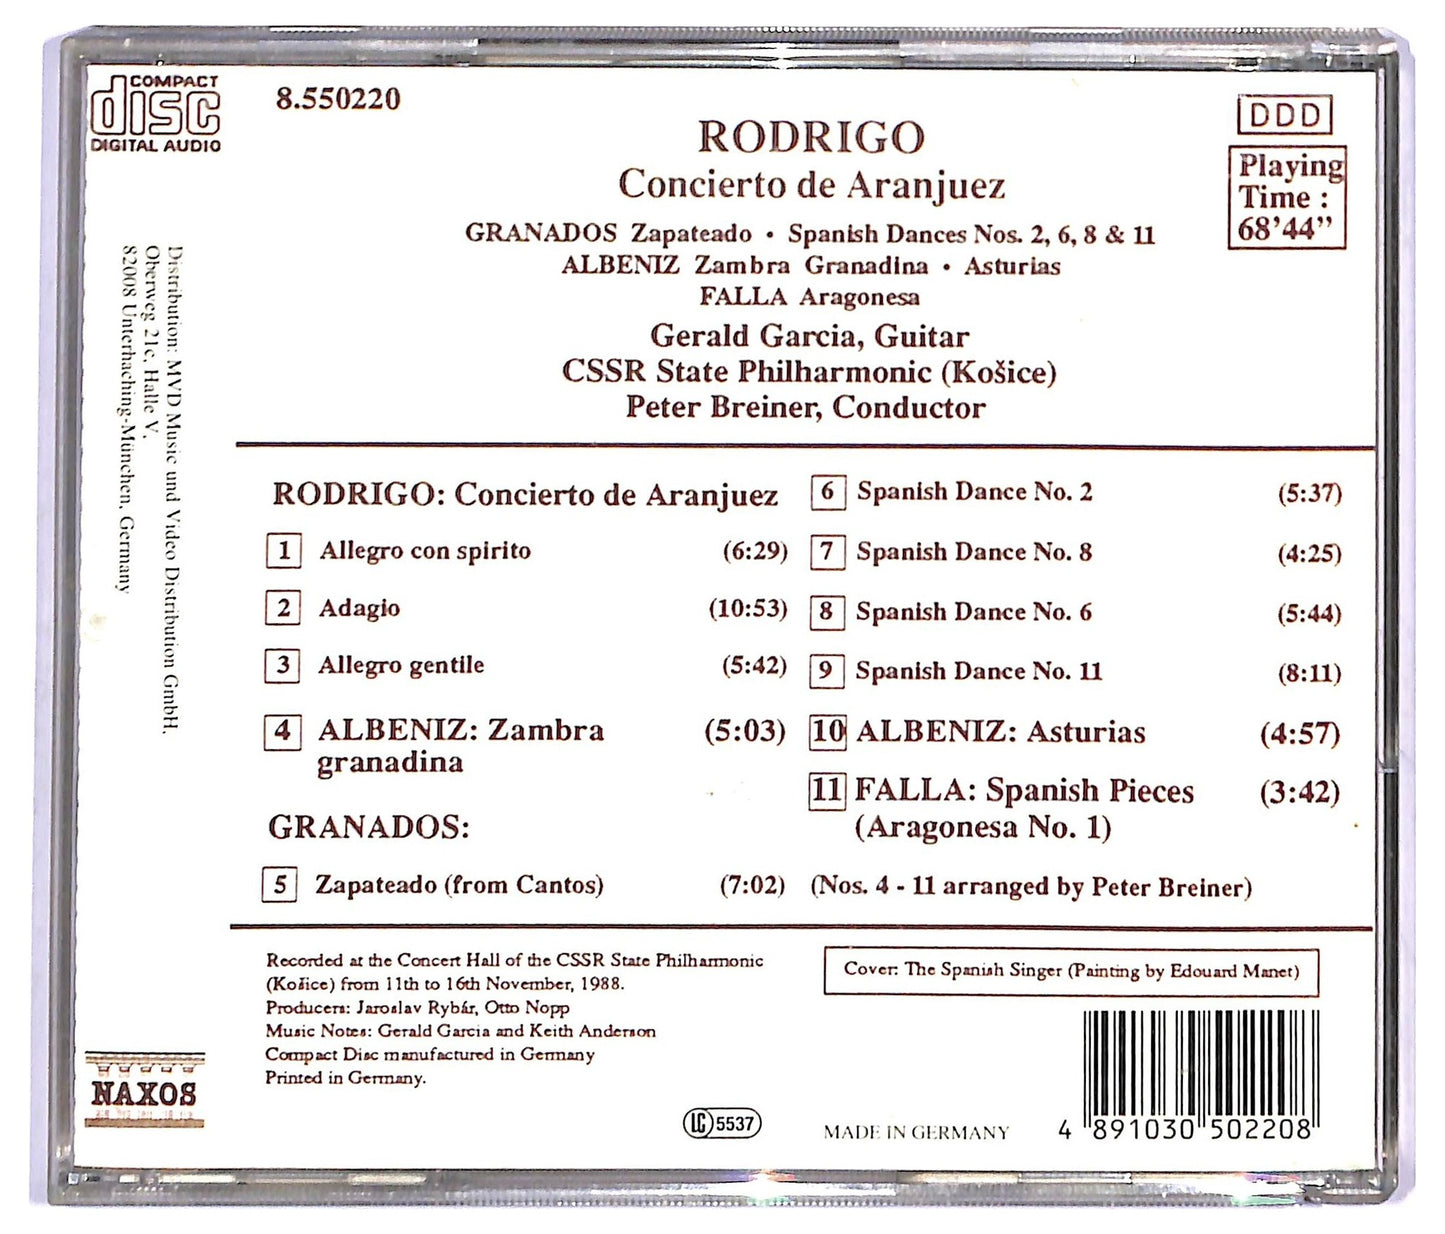 COMPACT
disc
DIGITAL AUDIO
8.550220
DDD
Playing
Time :
68'44"
RODRIGO
Concierto de Aranjuez
GRANADOS Zapateado • Spanish Dances Nos. 2, 6, 8 & 11
ALBENIZ Zambra Granadina • Asturias
FALLA Aragonesa
Gerald Garcia, Guitar
CSSR State Philharmonic (Košice)
Peter Breiner, Conductor
Distribution: MVD Music und Video Distribution GmbH.
Oberweg 21c. Halle V.
82008 Unterhaching-München. Germany
RODRIGO: Concierto de Aranjuez
1 Allegro con spirito (6:29)
2 Adagio (10:53)
3 Allegro gentile (5:42)
4 ALBENIZ: Zambra (5:03)
granadina
GRANADOS:
5 Zapateado (from Cantos) (7:02)
6 Spanish Dance No. 2 (5:37)
7 Spanish Dance No. 8 (4:25)
8 Spanish Dance No. 6 (5:44)
9 Spanish Dance No. 11 (8:11)
10 ALBENIZ: Asturias (4:57)
11 FALLA: Spanish Pieces (3:42)
(Aragonesa No. 1)
(Nos. 4 - 11 arranged by Peter Breiner)
Recorded at the Concert Hall of the CSSR State Philharmonic
(Košice) from 11th to 16th November, 1988.
Producers: Jaroslav Rybár, Otto Nopp
Music Notes: Gerald Garcia and Keith Anderson
Compact Disc manufactured in Germany
Printed in Germany.
Cover: The Spanish Singer (Painting by Edouard Manet)
NAXOS
LC 5537
MADE IN GERMANY
4 891030 502208